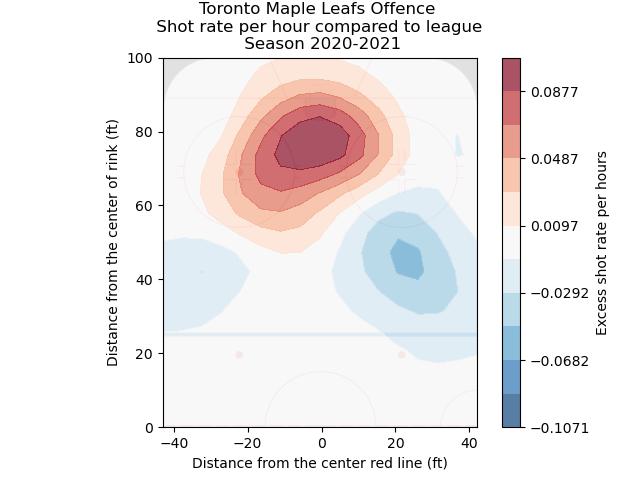 Toronto Maple Leafs Offence
Shot rate per hour compared to league
Season 2020-2021
100
80
60
40
20
0
Distance from the center of rink (ft)
−40 −20 0 20 40
Distance from the center red line (ft)
0.0877
0.0487
0.0097
−0.0292
−0.0682
−0.1071
Excess shot rate per hours